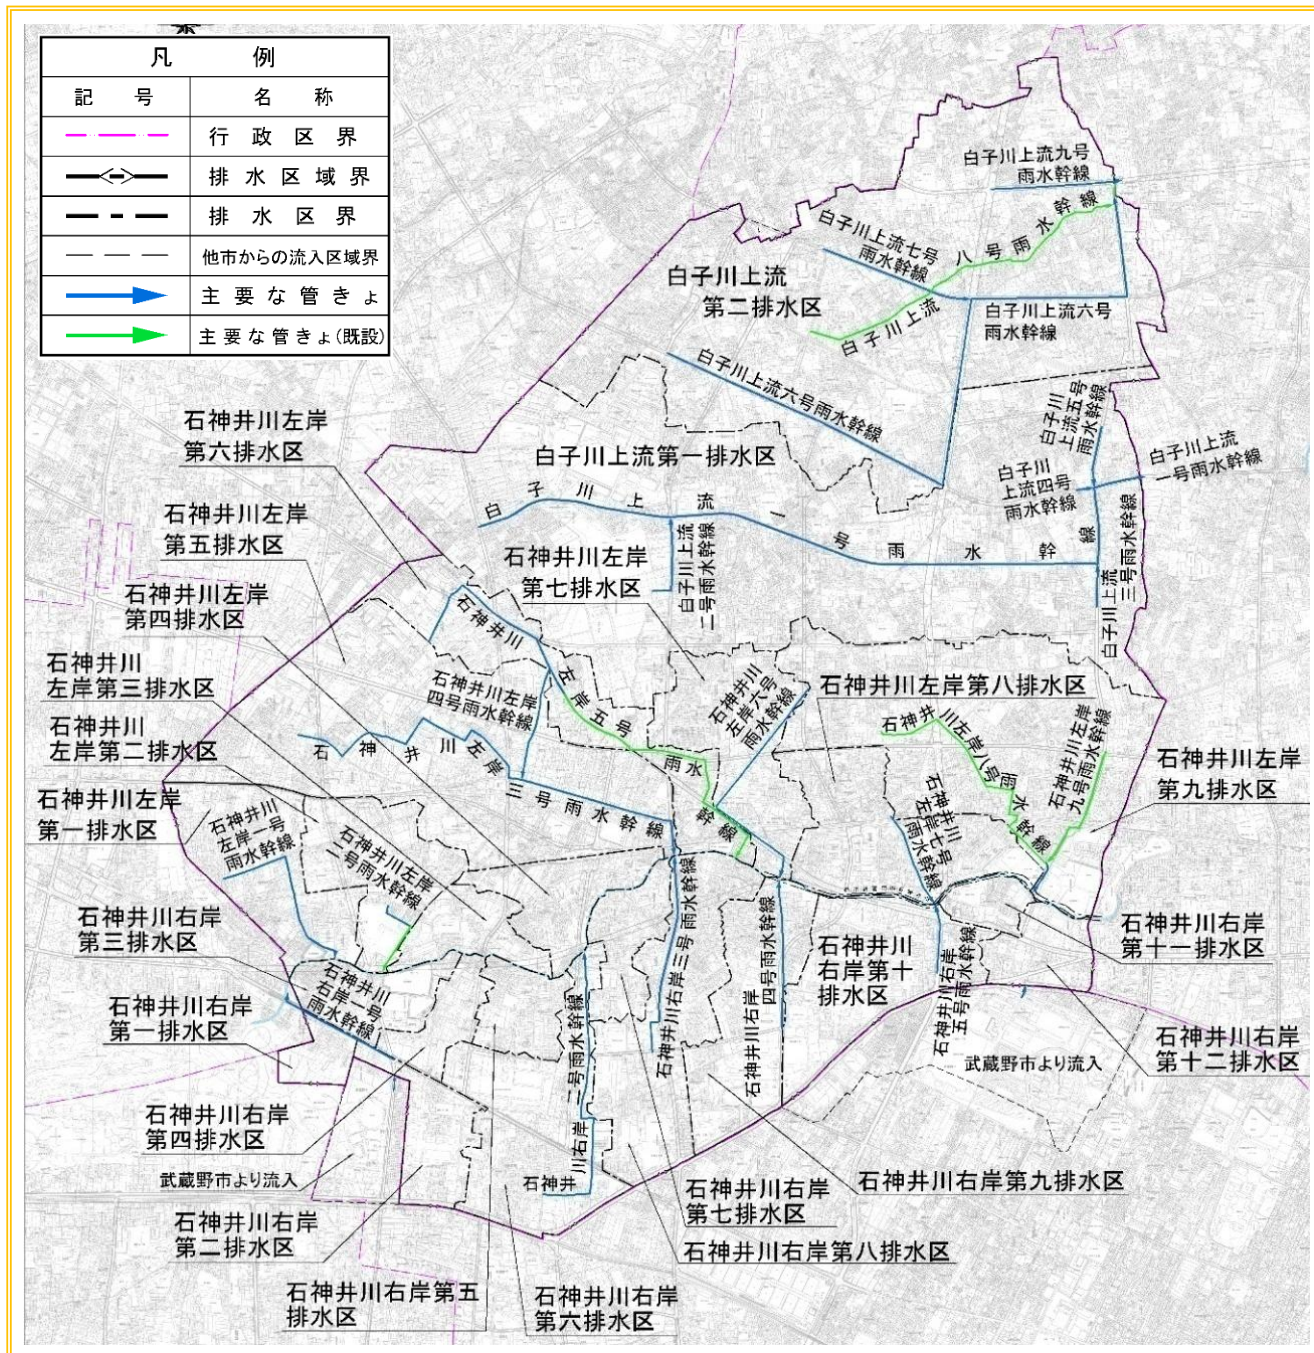 凡例
記号 名称
行政区界
排水区域界
排水区界
他市からの流入区域界
主要な管きょ
主要な管きょ(既設)
白子川上流九号
雨水幹線
白子川上流七号
雨水幹線
白子川上流八号雨水幹線
白子川上流
第二排水区
白子川上流六号
雨水幹線
白子川上流六号雨水幹線
白子川
上流五号
雨水幹線
石神井川左岸
第六排水区
白子川上流第一排水区
白子川
上流四号
雨水幹線
白子川上流
一号雨水幹線
白子川上流一号雨水幹線
石神井川左岸
第五排水区
石神井川左岸
第七排水区
白子川上流
二号雨水幹線
白子川上流
三号雨水幹線
石神井川左岸
第四排水区
石神井川左岸五号雨水幹線
石神井川
左岸第三排水区
石神井川左岸
四号雨水幹線
石神井川
左岸六号
雨水幹線
石神井川左岸第八排水区
石神井川左岸八号雨水幹線
石神井川左岸
九号雨水幹線
石神井川
左岸第二排水区
石神井川左岸三号雨水幹線
石神井川左岸
第九排水区
石神井川左岸
第一排水区
石神井川
左岸一号
雨水幹線
石神井川左岸
二号雨水幹線
石神井川
左岸七号
雨水幹線
石神井川右岸
第三排水区
石神井川
右岸一号
雨水幹線
石神井川右岸三号雨水幹線
石神井川右岸
四号雨水幹線
石神井川
右岸第十
排水区
石神井川右岸
五号雨水幹線
石神井川右岸
第十一排水区
石神井川右岸
第一排水区
石神井川右岸
二号雨水幹線
石神井川右岸
第十二排水区
武蔵野市より流入
石神井川右岸
第四排水区
武蔵野市より流入
石神井川右岸
第二排水区
石神井川右岸第九排水区
石神井川右岸
第七排水区
石神井川右岸第八排水区
石神井川右岸第五
排水区
石神井川右岸
第六排水区